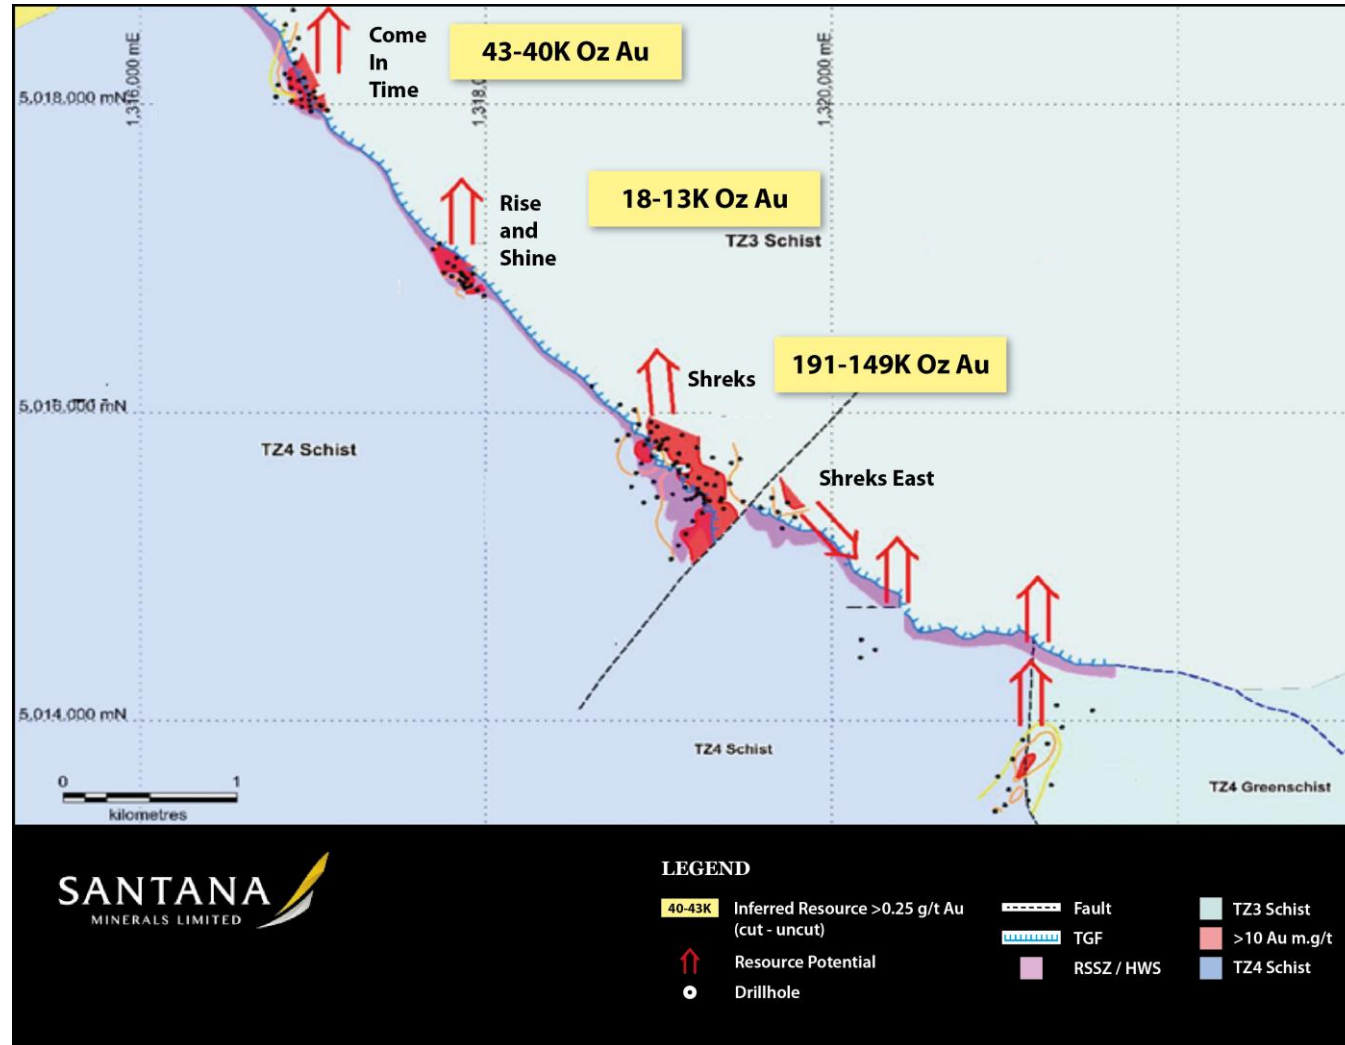 Come
In
Time
43-40K Oz Au
1,316,000 mE
1,318,0
1,320,000 mE
5,018,000 mN
Rise
and
Shine
18-13K Oz Au
TZ3 Schist
Shreks
191-149K Oz Au
5,016,000 mN
TZ4 Schist
Shreks East
5,014,000 mN
TZ4 Schist
TZ4 Greenschist
0 1
kilometres
SANTANA
MINERALS LIMITED
LEGEND
40-43K
Inferred Resource >0.25 g/t Au
(cut - uncut)
Resource Potential
Drillhole
Fault
TGF
RSSZ / HWS
TZ3 Schist
>10 Au m.g/t
TZ4 Schist